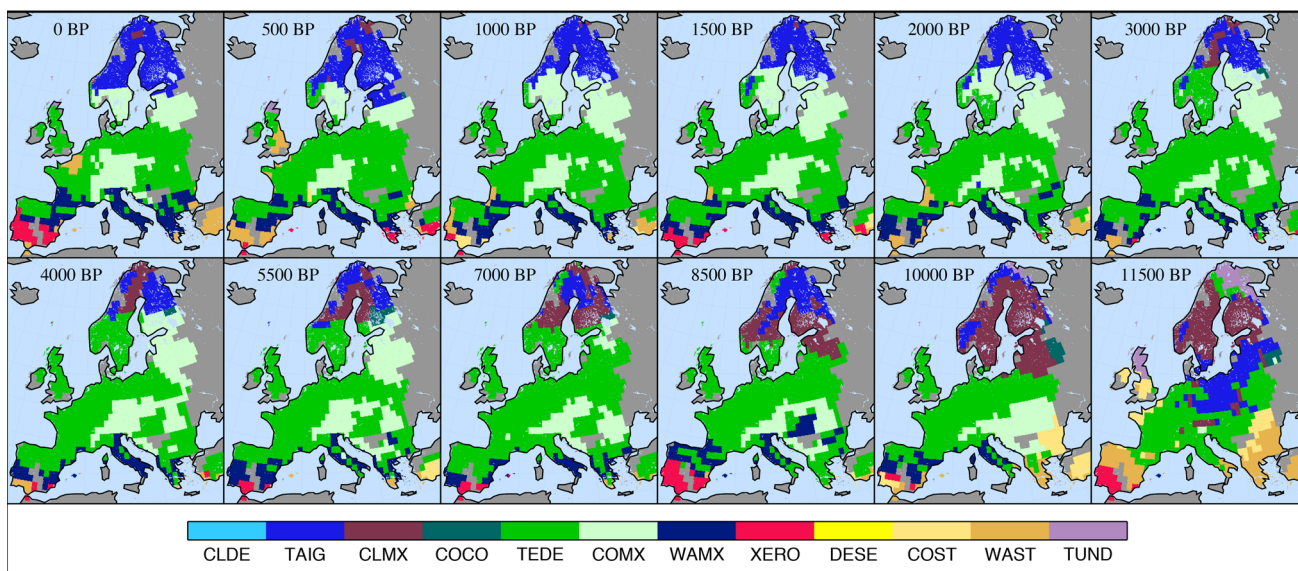 0 BP 500 BP 1000 BP 1500 BP 2000 BP 3000 BP
4000 BP 5500 BP 7000 BP 8500 BP 10000 BP 11500 BP
CLDE TAIG CLMX COCO TEDE COMX WAMX XERO DESE COST WAST TUND